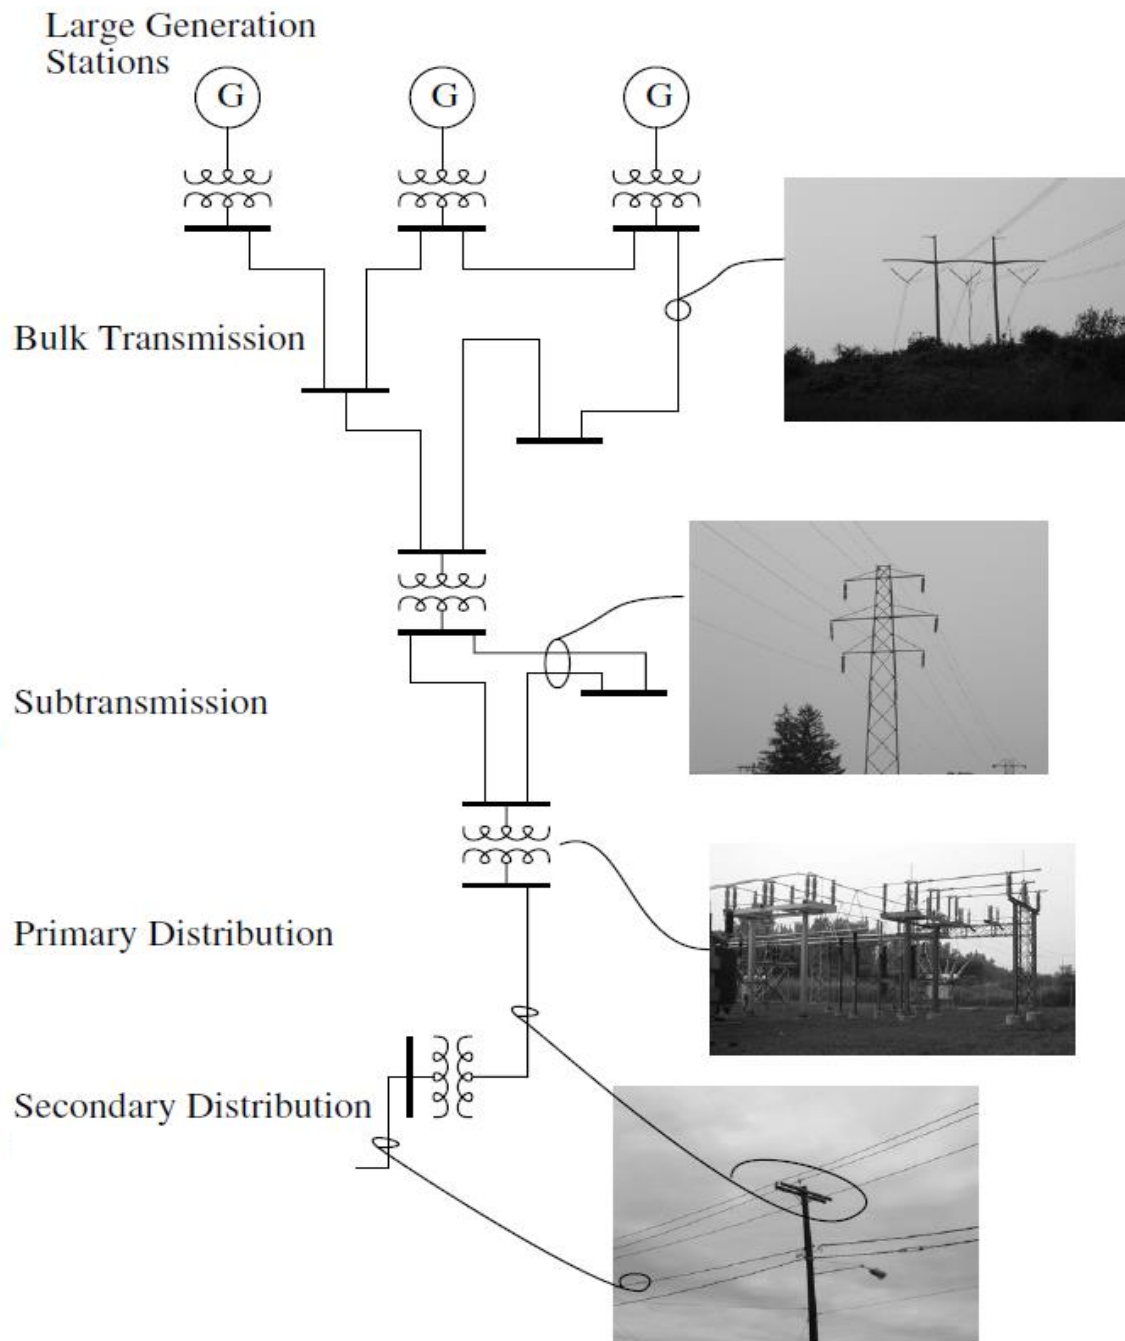 Large Generation
Stations
G G G
Bulk Transmission
Subtransmission
Primary Distribution
Secondary Distribution